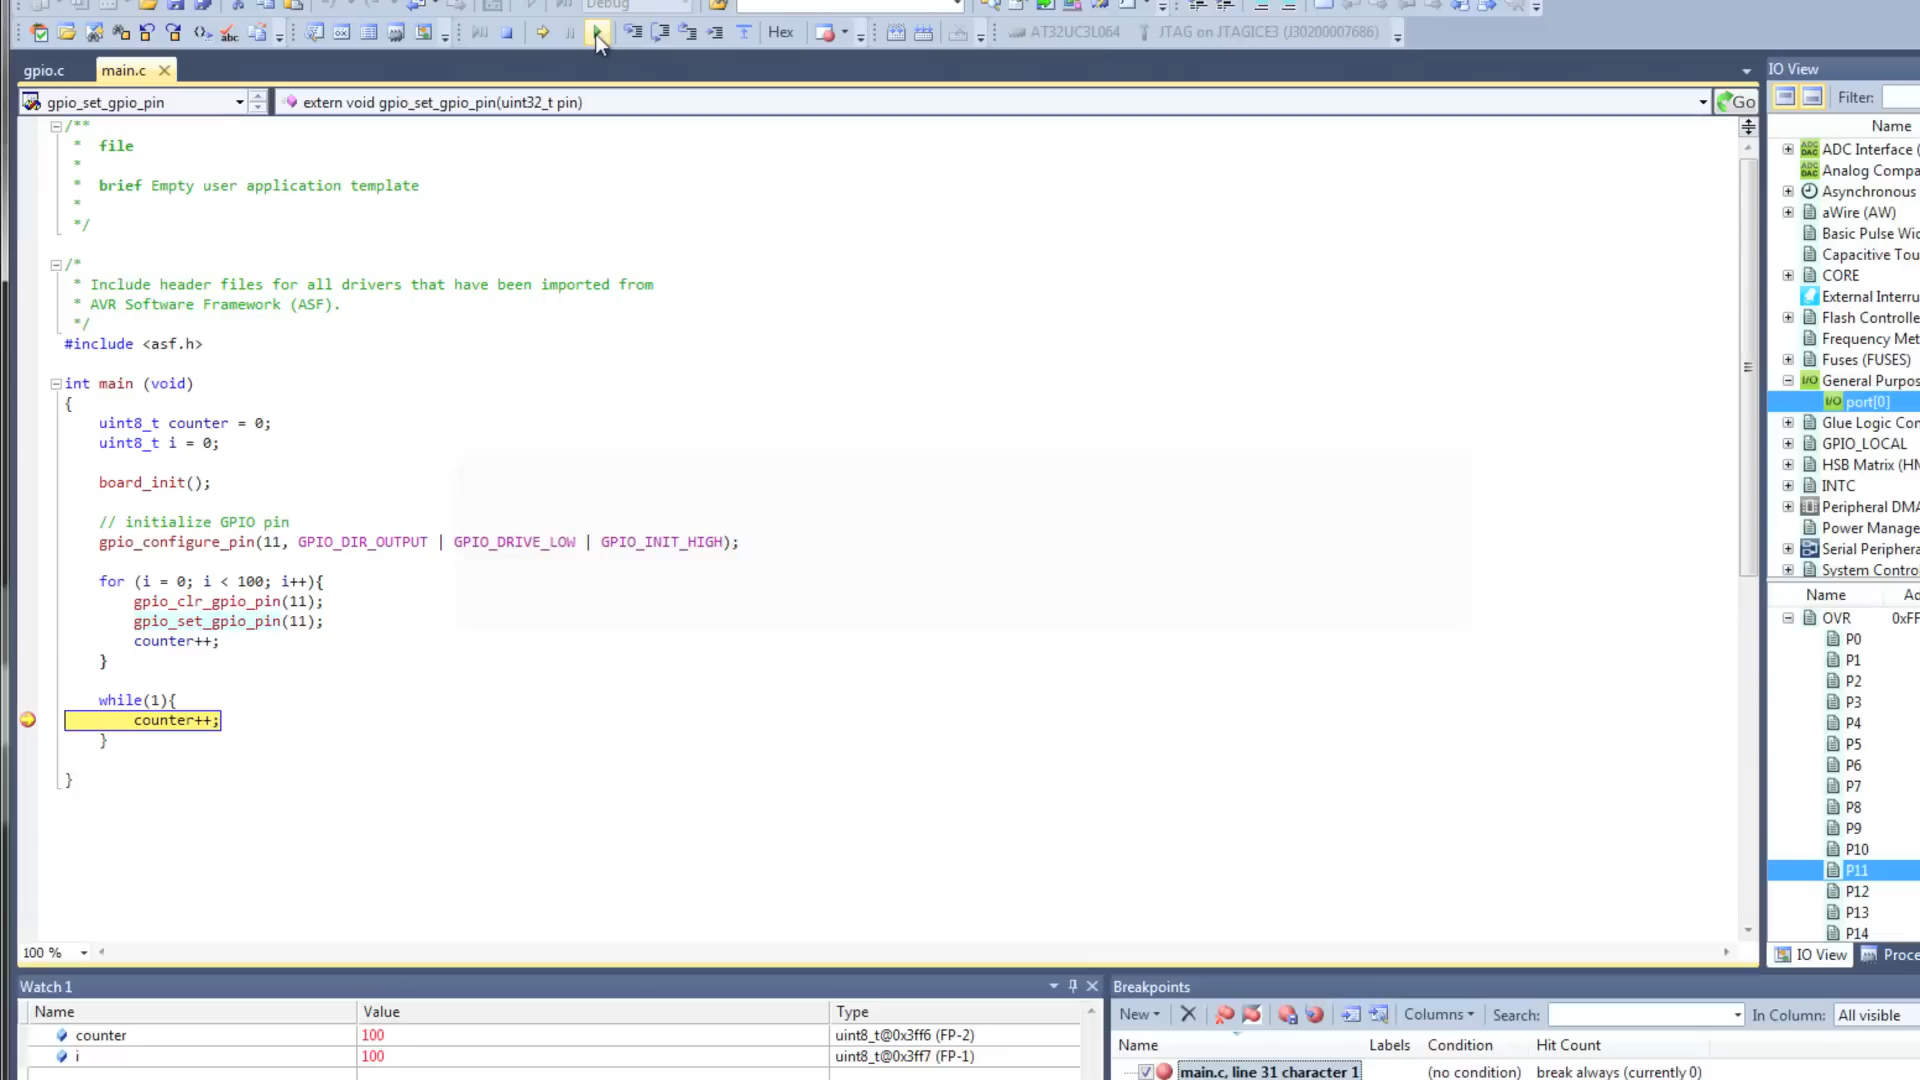 Debug
Hex
AT32UC3L064 JTAG on JTAGICE3 (J30200007686)
gpio.c main.c
gpio_set_gpio_pin extern void gpio_set_gpio_pin(uint32_t pin) Go
/**
* file
*
* brief Empty user application template
*
*/
/*
* Include header files for all drivers that have been imported from
* AVR Software Framework (ASF).
*/
#include <asf.h>
int main (void)
{
uint8_t counter = 0;
uint8_t i = 0;
board_init();
// initialize GPIO pin
gpio_configure_pin(11, GPIO_DIR_OUTPUT | GPIO_DRIVE_LOW | GPIO_INIT_HIGH);
for (i = 0; i < 100; i++){
gpio_clr_gpio_pin(11);
gpio_set_gpio_pin(11);
counter++;
}
while(1){
counter++;
}
}
100 %
IO View
Filter:
Name
ADC Interface (
Analog Compa
Asynchronous
aWire (AW)
Basic Pulse Wid
Capacitive Tou
CORE
External Interru
Flash Controlle
Frequency Met
Fuses (FUSES)
General Purpos
port[0]
Glue Logic Con
GPIO_LOCAL
HSB Matrix (HM
INTC
Peripheral DMA
Power Manage
Serial Periphera
System Contro
Name Ad
OVR 0xFF
P0
P1
P2
P3
P4
P5
P6
P7
P8
P9
P10
P11
P12
P13
P14
IO View Proce
Watch 1
Name Value Type
counter 100 uint8_t@0x3ff6 (FP-2)
i 100 uint8_t@0x3ff7 (FP-1)
Breakpoints
New Columns Search: In Column: All visible
Name Labels Condition Hit Count
main.c, line 31 character 1 (no condition) break always (currently 0)